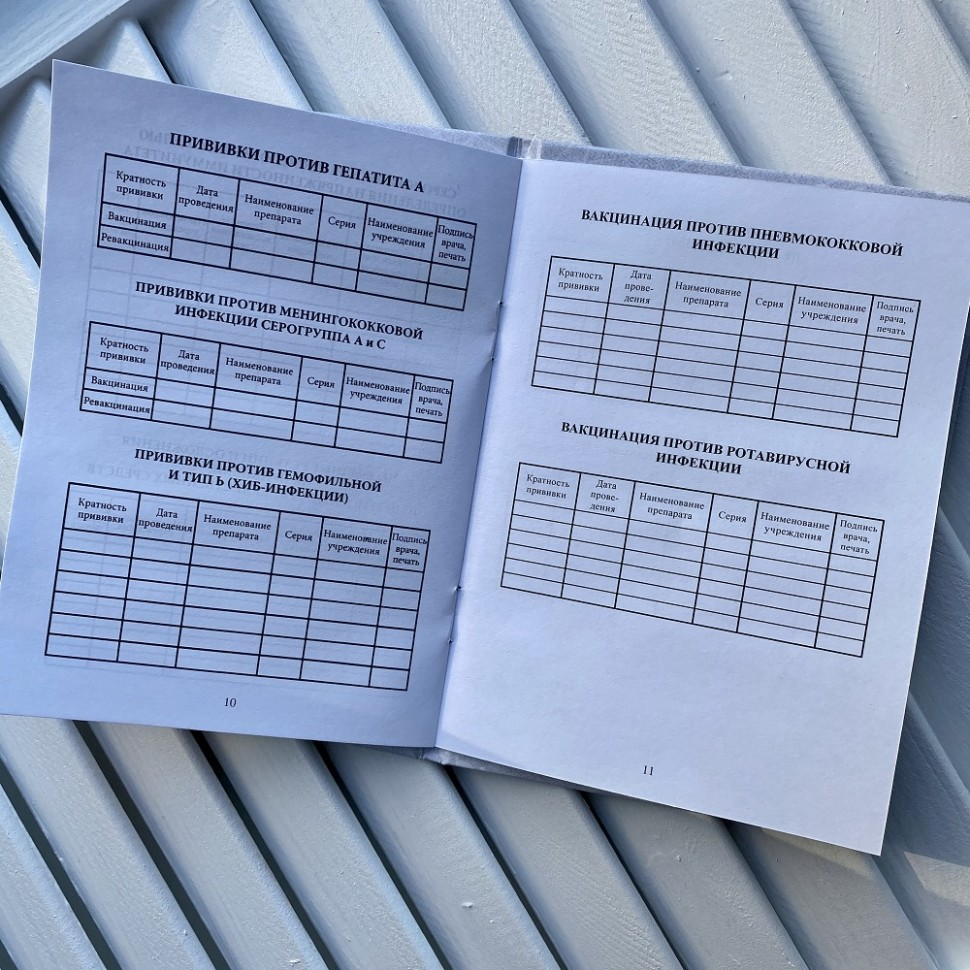 ПРИВИВКИ ПРОТИВ ГЕПАТИТА А
Кратность прививки Дата проведения Наименование препарата Серия Наименование учреждения Подпись врача, печать
Вакцинация
Ревакцинация
ПРИВИВКИ ПРОТИВ МЕНИНГОКОККОВОЙ
ИНФЕКЦИИ СЕРОГРУППА А и С
Кратность прививки Дата проведения Наименование препарата Серия Наименование учреждения Подпись врача, печать
Вакцинация
Ревакцинация
ПРИВИВКИ ПРОТИВ ГЕМОФИЛЬНОЙ
И ТИП Ь (ХИБ-ИНФЕКЦИИ)
Кратность прививки Дата проведения Наименование препарата Серия Наименование учреждения Подпись врача, печать
10
ВАКЦИНАЦИЯ ПРОТИВ ПНЕВМОКОККОВОЙ
ИНФЕКЦИИ
Кратность прививки Дата прове-дения Наименование препарата Серия Наименование учреждения Подпись врача, печать
ВАКЦИНАЦИЯ ПРОТИВ РОТАВИРУСНОЙ
ИНФЕКЦИИ
Кратность прививки Дата прове-дения Наименование препарата Серия Наименование учреждения Подпись врача, печать
11